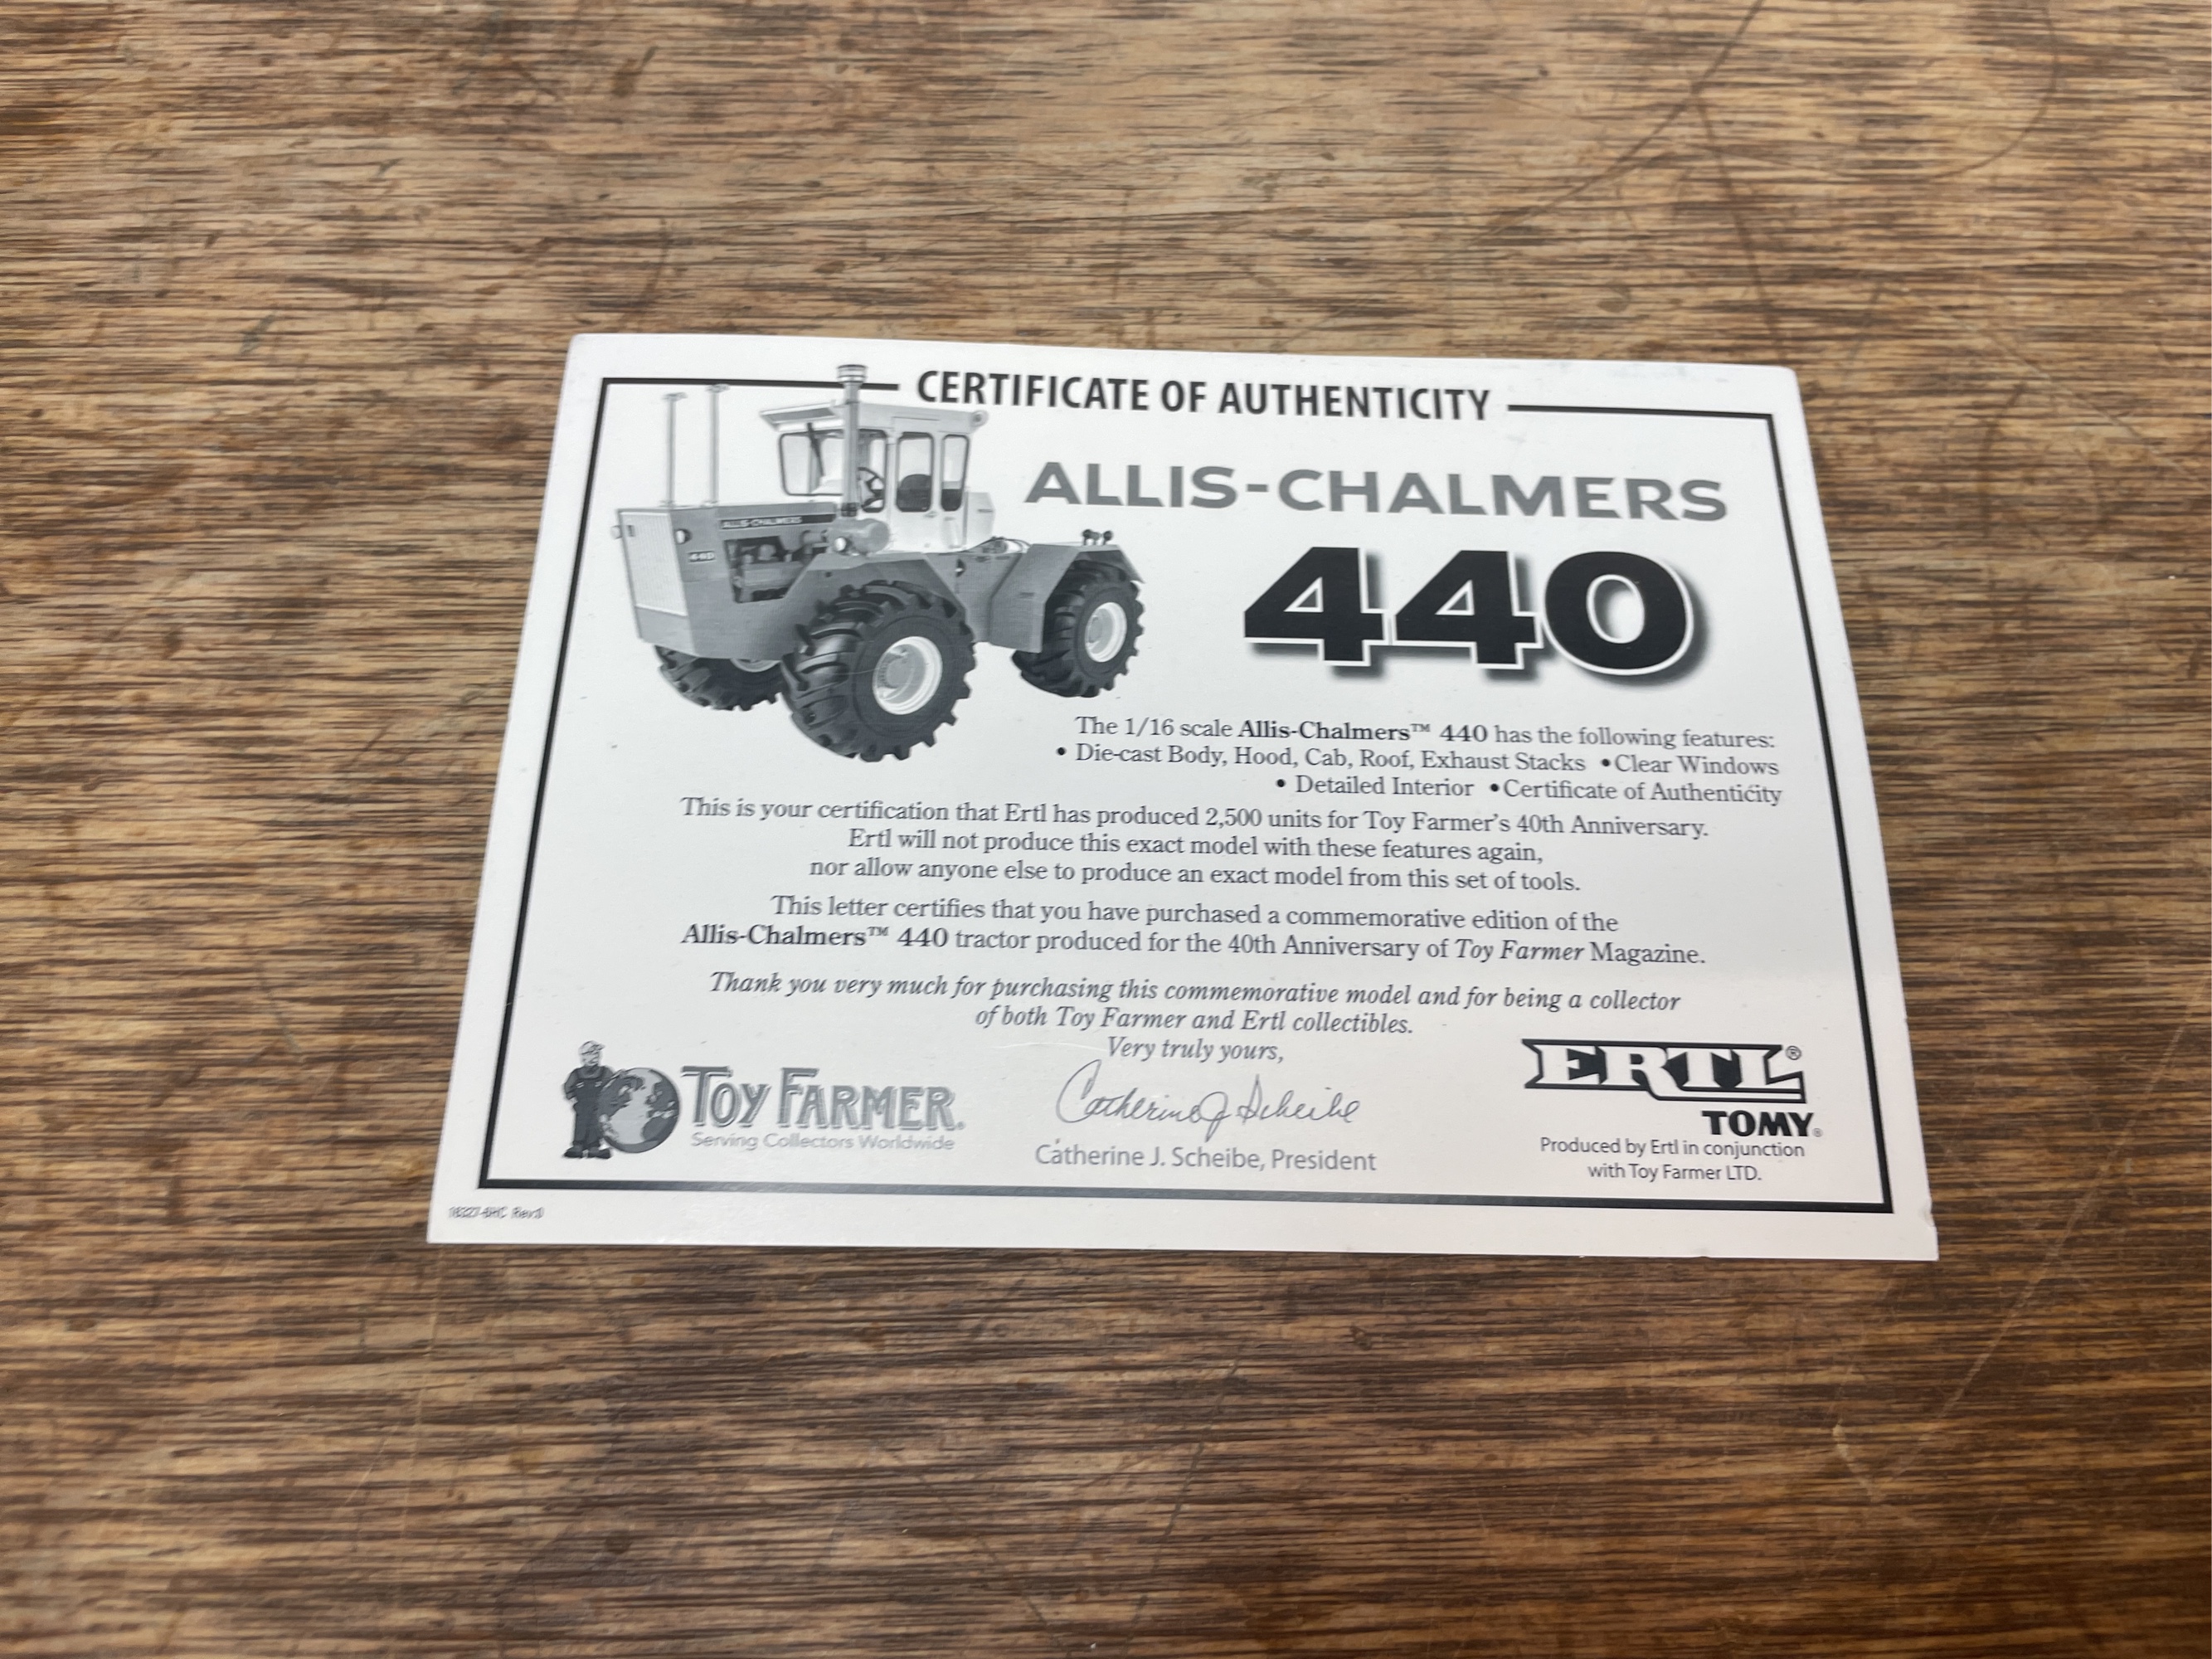 CERTIFICATE OF AUTHENTICITY
ALLIS-CHALMERS
440
ALLIS-CHALMERS
440
The 1/16 scale Allis-Chalmers™ 440 has the following features:
• Die-cast Body, Hood, Cab, Roof, Exhaust Stacks • Clear Windows
• Detailed Interior • Certificate of Authenticity
This is your certification that Ertl has produced 2,500 units for Toy Farmer's 40th Anniversary.
Ertl will not produce this exact model with these features again,
nor allow anyone else to produce an exact model from this set of tools.
This letter certifies that you have purchased a commemorative edition of the
Allis-Chalmers™ 440 tractor produced for the 40th Anniversary of Toy Farmer Magazine.
Thank you very much for purchasing this commemorative model and for being a collector
of both Toy Farmer and Ertl collectibles.
Very truly yours,
Catherine J Scheibe
Catherine J. Scheibe, President
TOY FARMER®
Serving Collectors Worldwide
ERTL®
TOMY®
Produced by Ertl in conjunction
with Toy Farmer LTD.